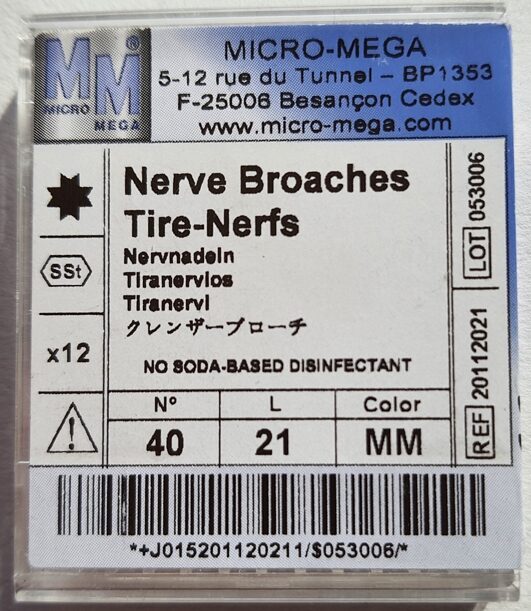 MM®
MICRO
MEGA
MICRO-MEGA
5-12 rue du Tunnel – BP1353
F-25006 Besançon Cedex
www.micro-mega.com
Nerve Broaches
Tire-Nerfs
Nervnadeln
Tiranervios
Tiranervi
クレンザーブローチ
SSt
x12
NO SODA-BASED DISINFECTANT
N° L Color
40 21 MM
LOT 053006
REF 20112021
*+J015201120211/$053006/*